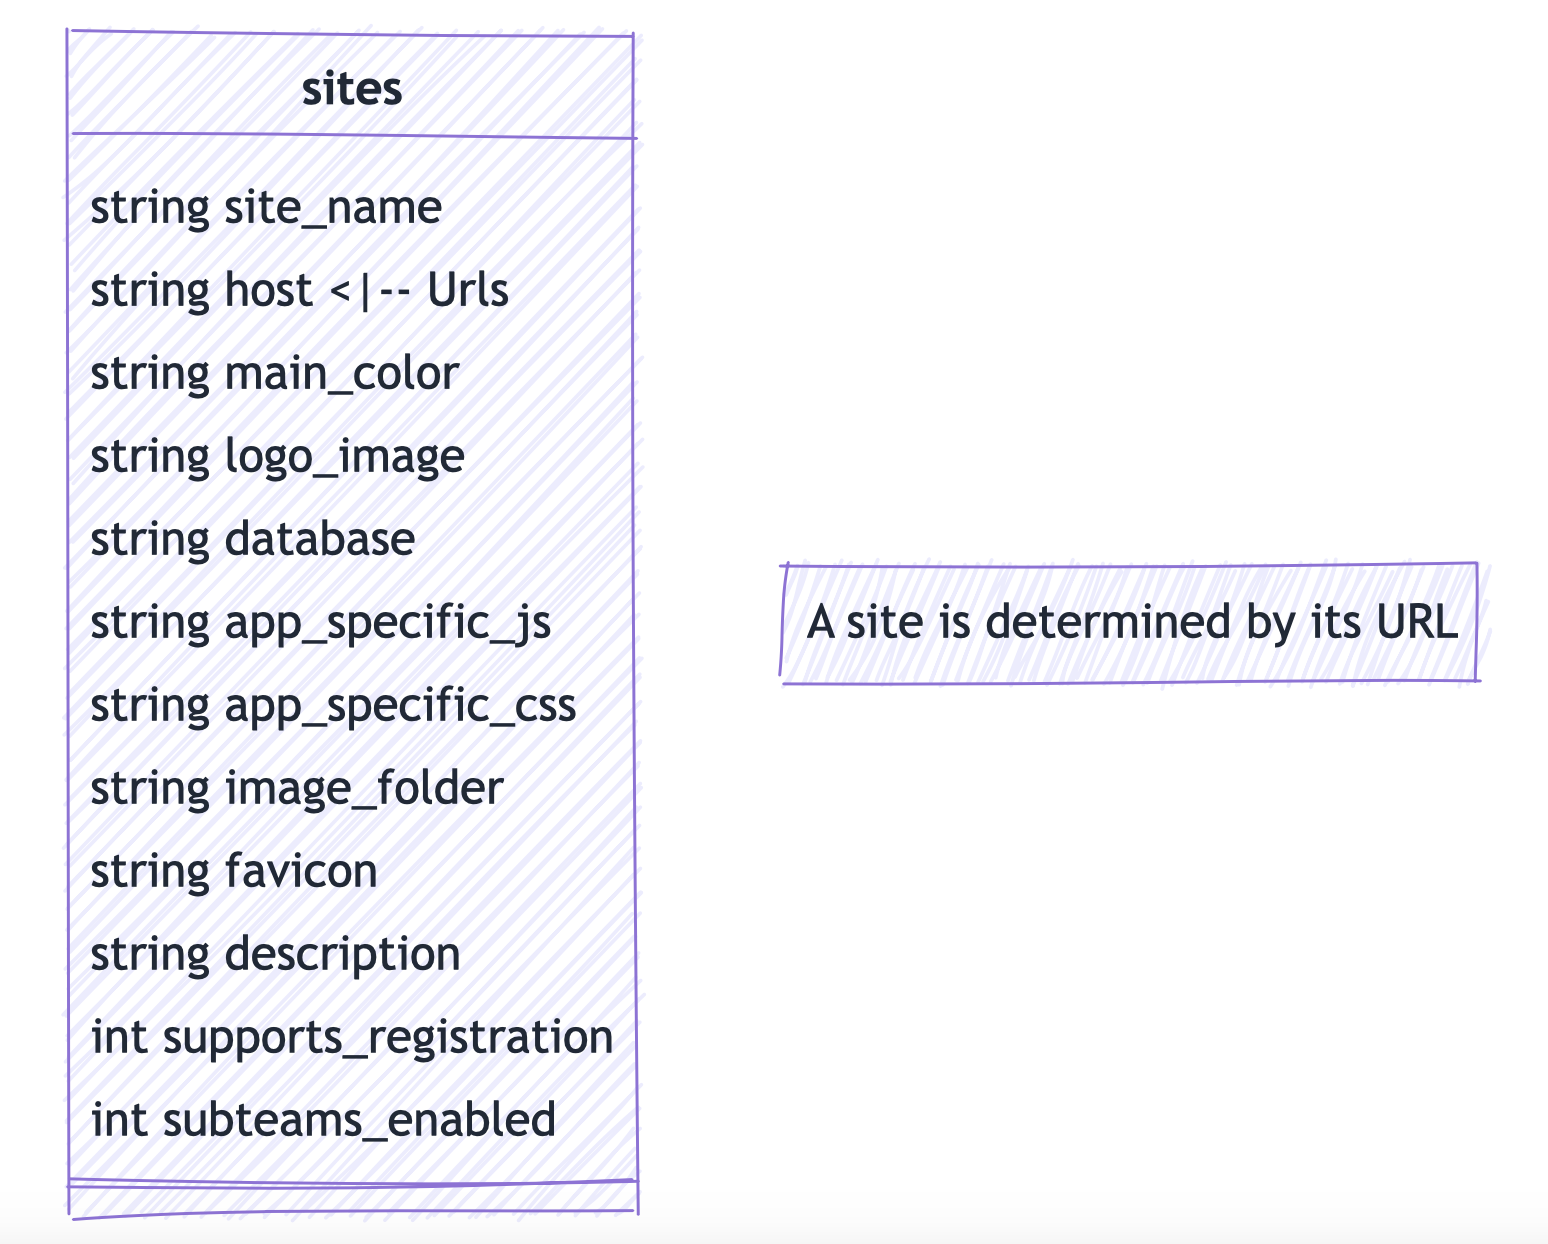 sites
string site_name
string host <|-- Urls
string main_color
string logo_image
string database
string app_specific_js
string app_specific_css
string image_folder
string favicon
string description
int supports_registration
int subteams_enabled
A site is determined by its URL